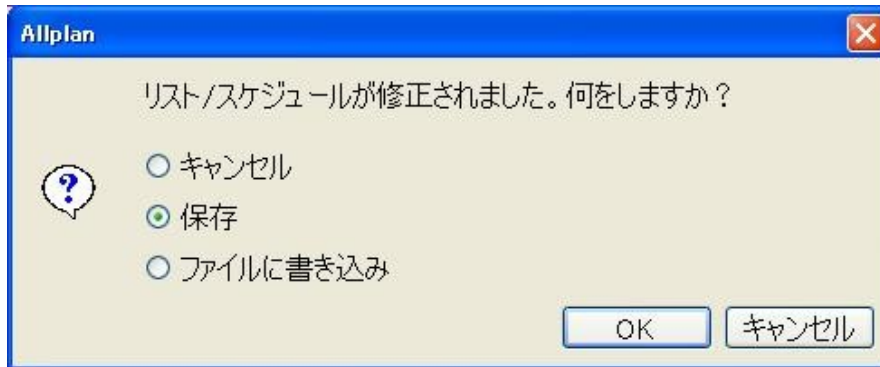 Allplan
リスト/スケジュールが修正されました。何をしますか？
キャンセル
保存
ファイルに書き込み
OK
キャンセル